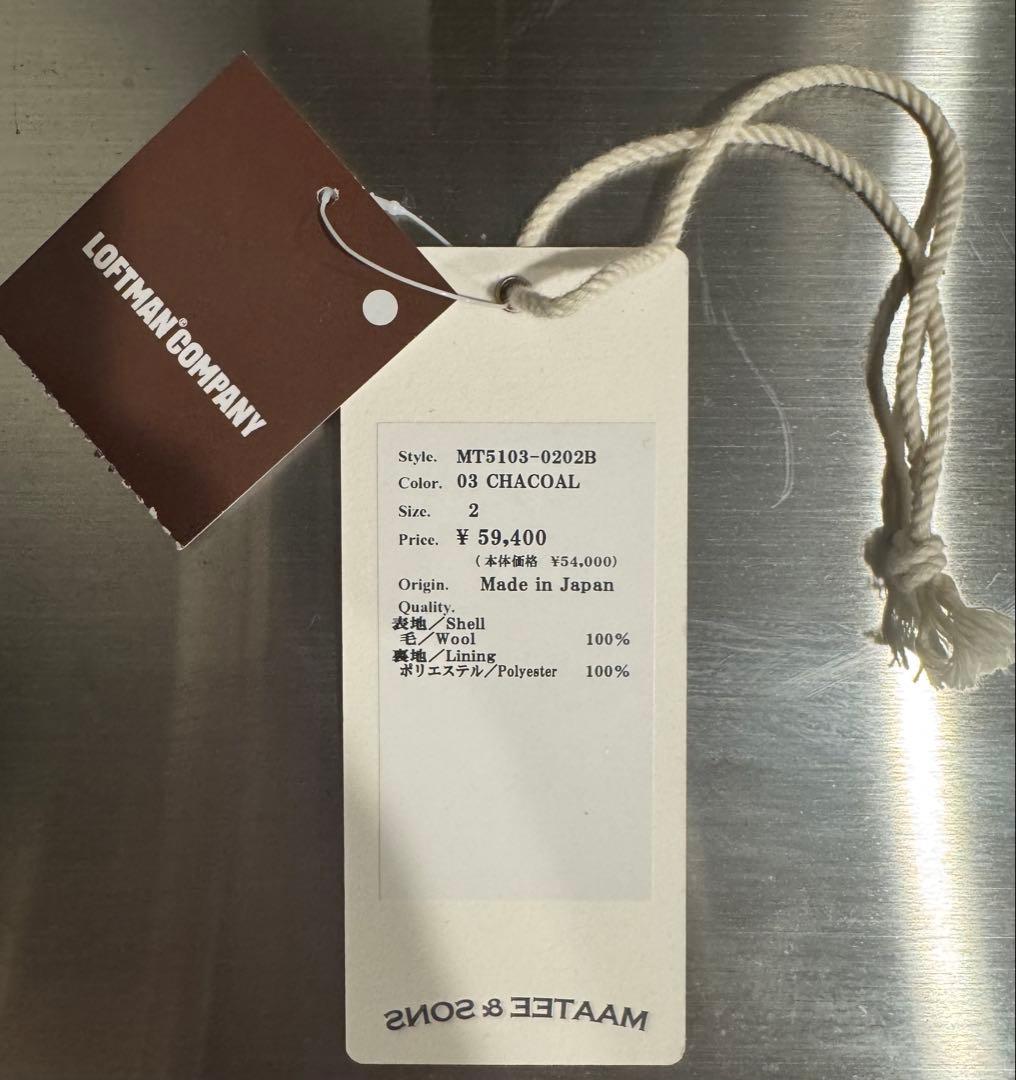 LOFTMAN® COMPANY
Style. MT5103-0202B
Color. 03 CHACOAL
Size. 2
Price. ¥ 59,400
(本体価格 ¥54,000)
Origin. Made in Japan
Quality.
表地/Shell
毛/Wool 100%
裏地/Lining
ポリエステル/Polyester 100%
MAATEE & SONS